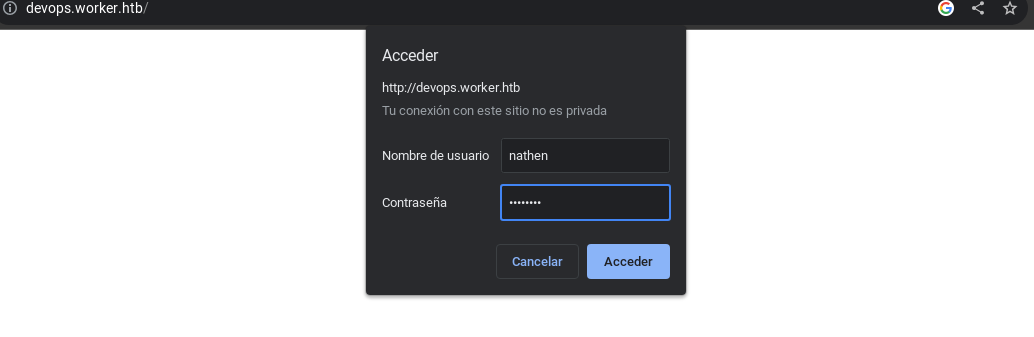 devops.worker.htb/
Acceder
http://devops.worker.htb
Tu conexión con este sitio no es privada
Nombre de usuario nathen
Contraseña ••••••••
Cancelar Acceder